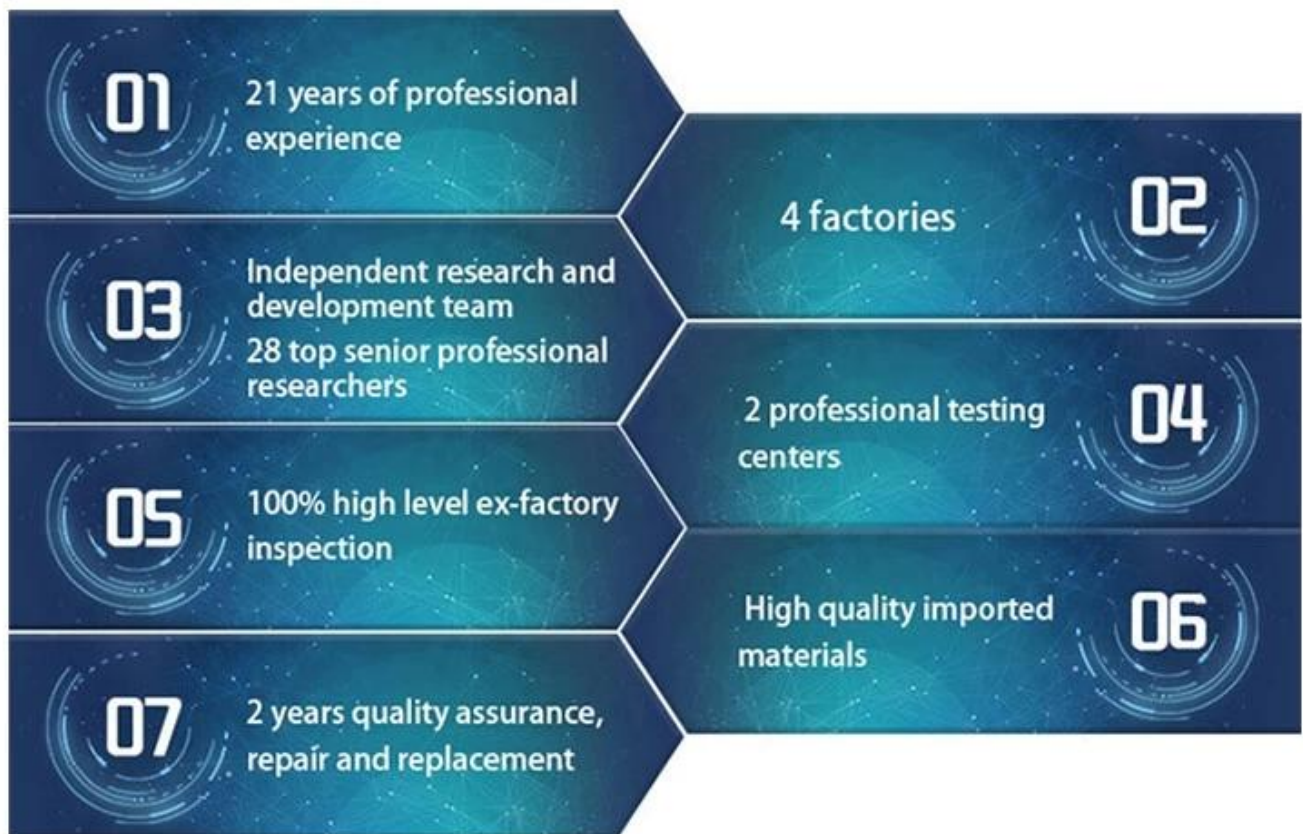 01
21 years of professional
experience
02
4 factories
03
Independent research and
development team
28 top senior professional
researchers
04
2 professional testing
centers
05
100% high level ex-factory
inspection
06
High quality imported
materials
07
2 years quality assurance,
repair and replacement